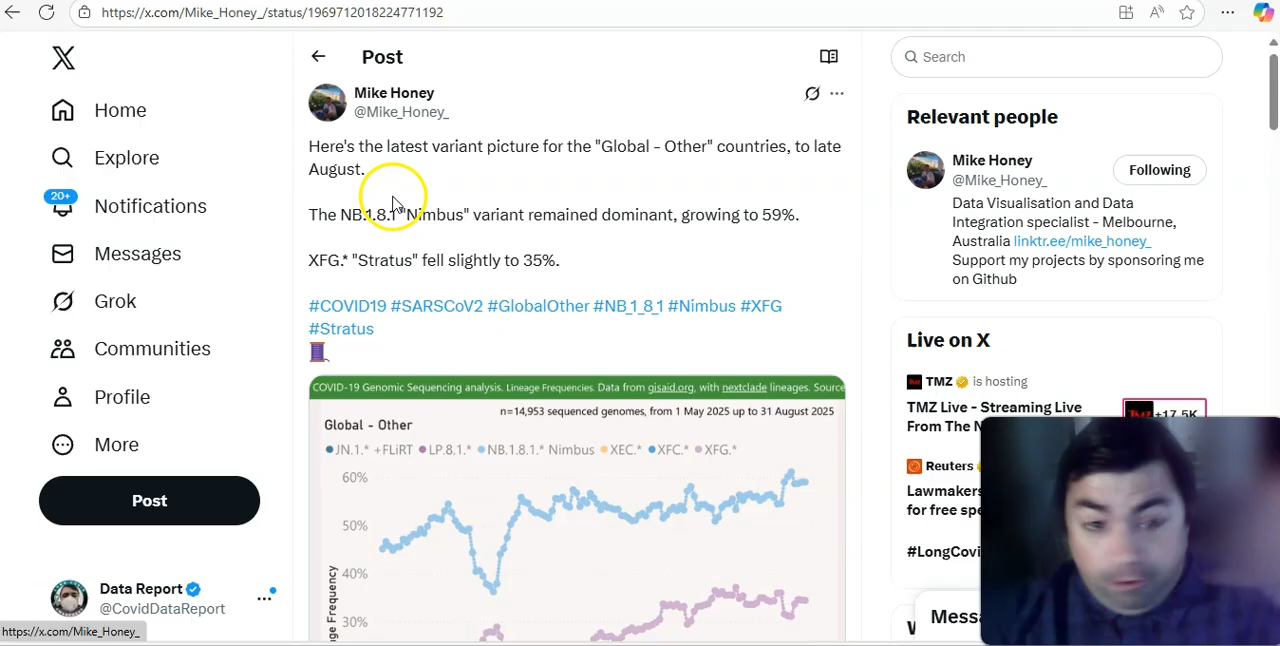 https://x.com/Mike_Honey_/status/1969712018224771192
Home
Explore
20+
Notifications
Messages
Grok
Communities
Profile
More
Post
Data Report
@CovidDataReport
https://x.com/Mike_Honey_
Post
Mike Honey
@Mike_Honey_
Here's the latest variant picture for the "Global - Other" countries, to late
August.
The NB.1.8.1 "Nimbus" variant remained dominant, growing to 59%.
XFG.* "Stratus" fell slightly to 35%.
#COVID19 #SARSCoV2 #GlobalOther #NB_1_8_1 #Nimbus #XFG
#Stratus
COVID-19 Genomic Sequencing analysis. Lineage Frequencies. Data from gisaid.org, with nextclade lineages. Source
n=14,953 sequenced genomes, from 1 May 2025 up to 31 August 2025
Global - Other
JN.1.* +FLiRT LP.8.1.* NB.1.8.1.* Nimbus XEC.* XFC.* XFG.*
60%
50%
40%
30%
Search
Relevant people
Mike Honey
Following
@Mike_Honey_
Data Visualisation and Data
Integration specialist - Melbourne,
Australia linktr.ee/mike_honey_
Support my projects by sponsoring me
on Github
Live on X
TMZ is hosting
TMZ Live - Streaming Live
From The
+17.5K
Reuters
Lawmakers
for free
#LongCovi